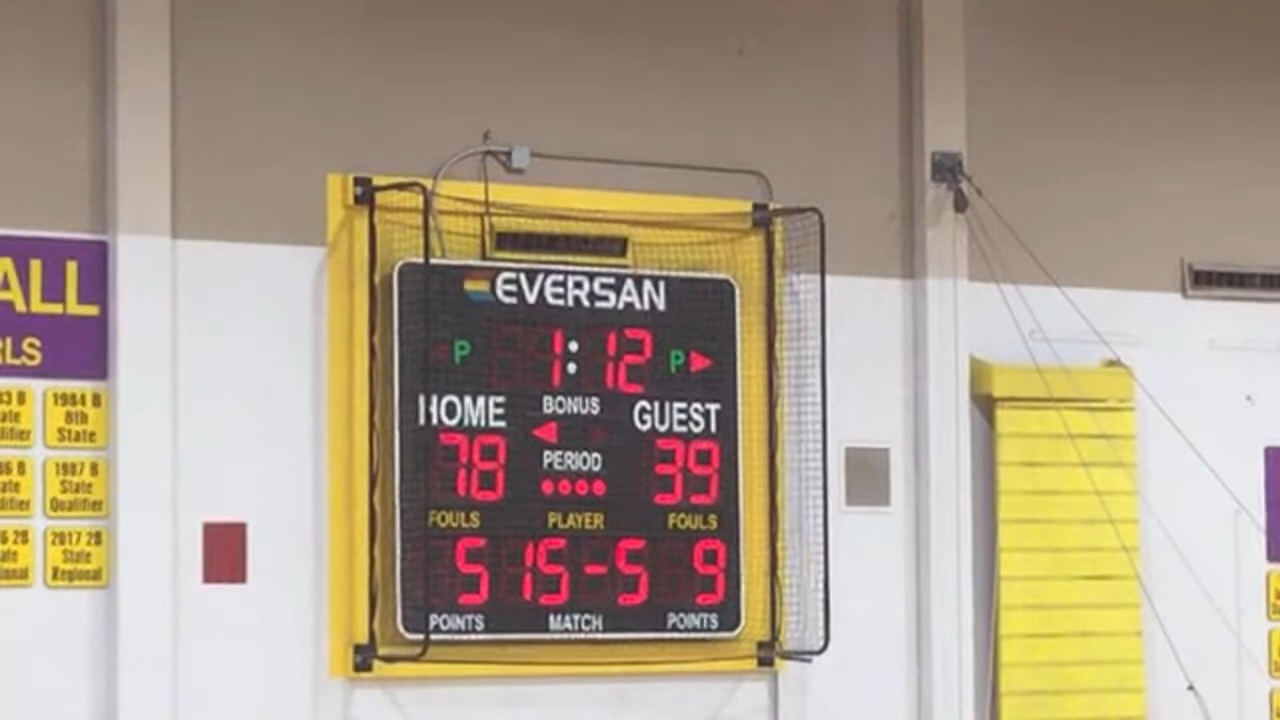 ALL
RLS
1984 B
8th
State
1987 B
State
Qualifier
2017 2B
State
Regional
EVERSAN
P 1:12 P
HOME BONUS GUEST
78 39
PERIOD
FOULS PLAYER FOULS
5 15-5 9
POINTS MATCH POINTS